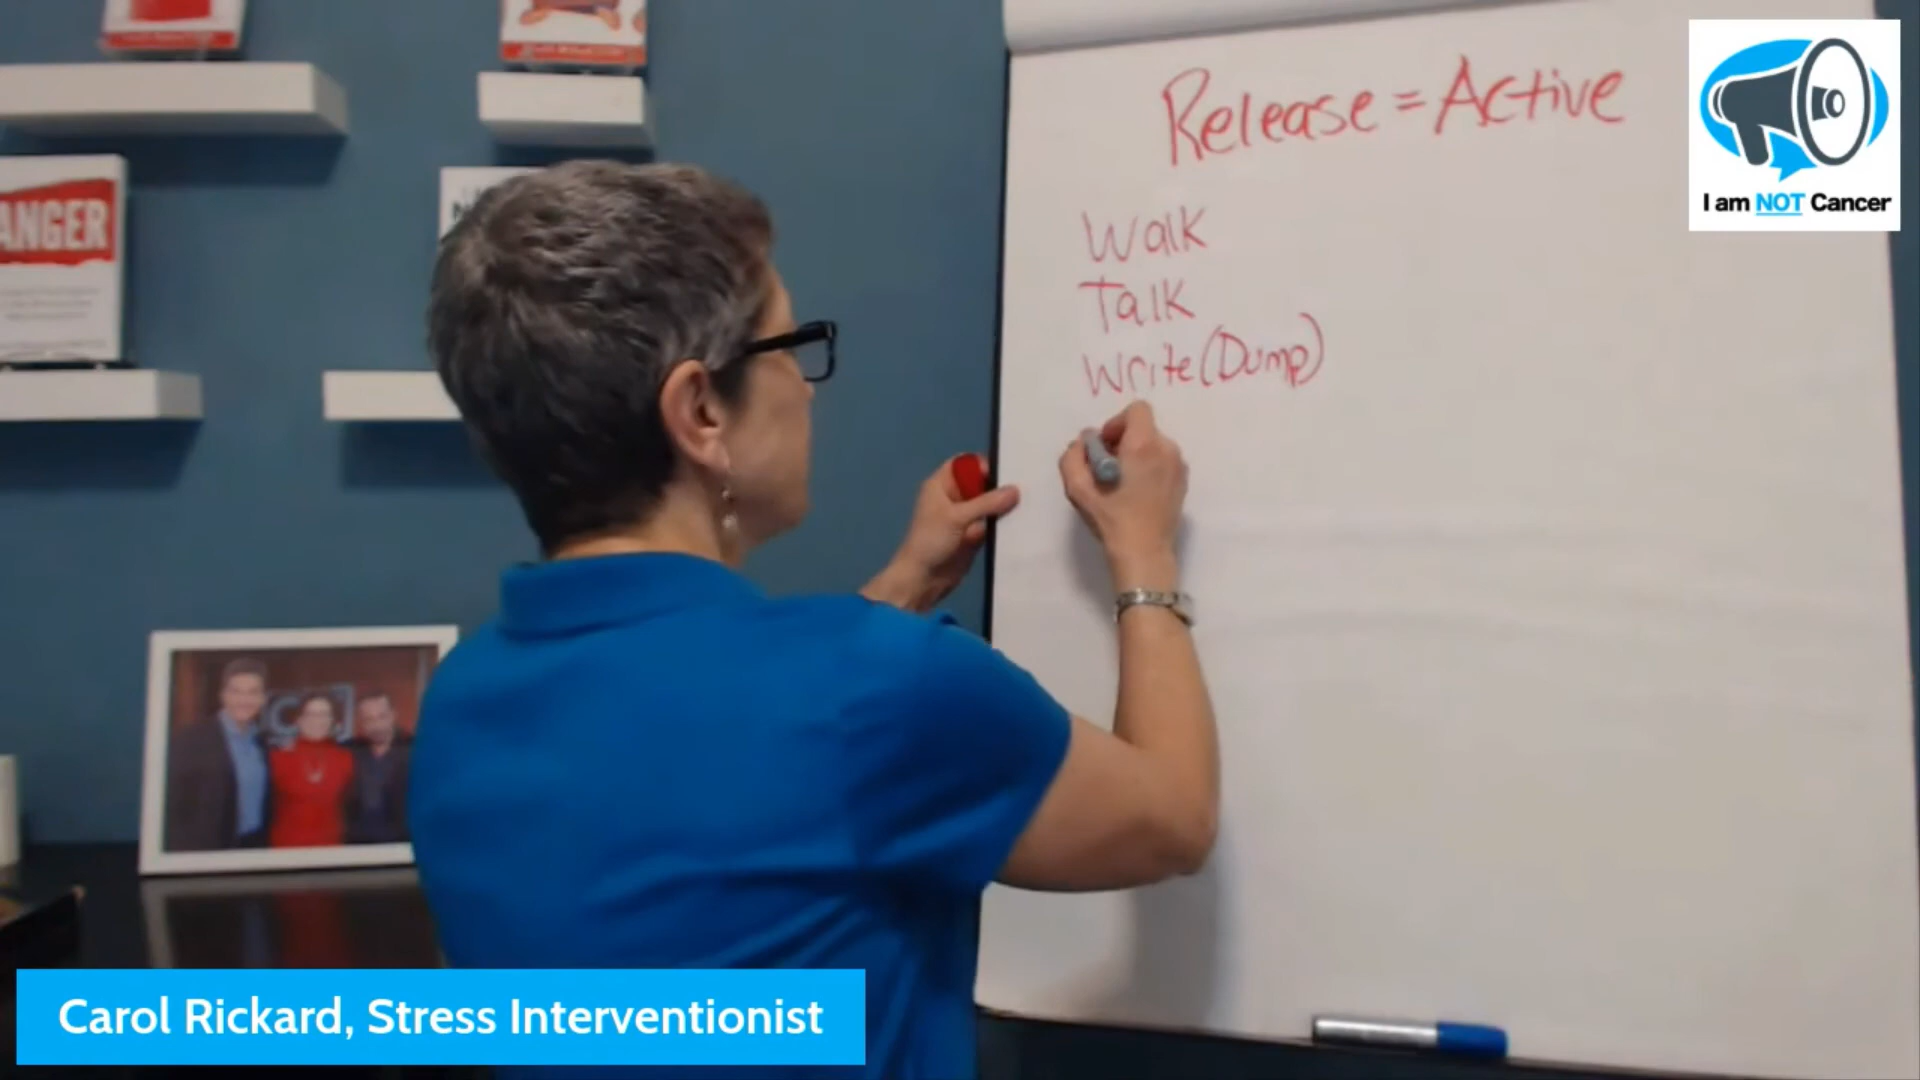 Release = Active
I am NOT Cancer
Walk
Talk
Write (Dump)
ANGER
Carol Rickard, Stress Interventionist